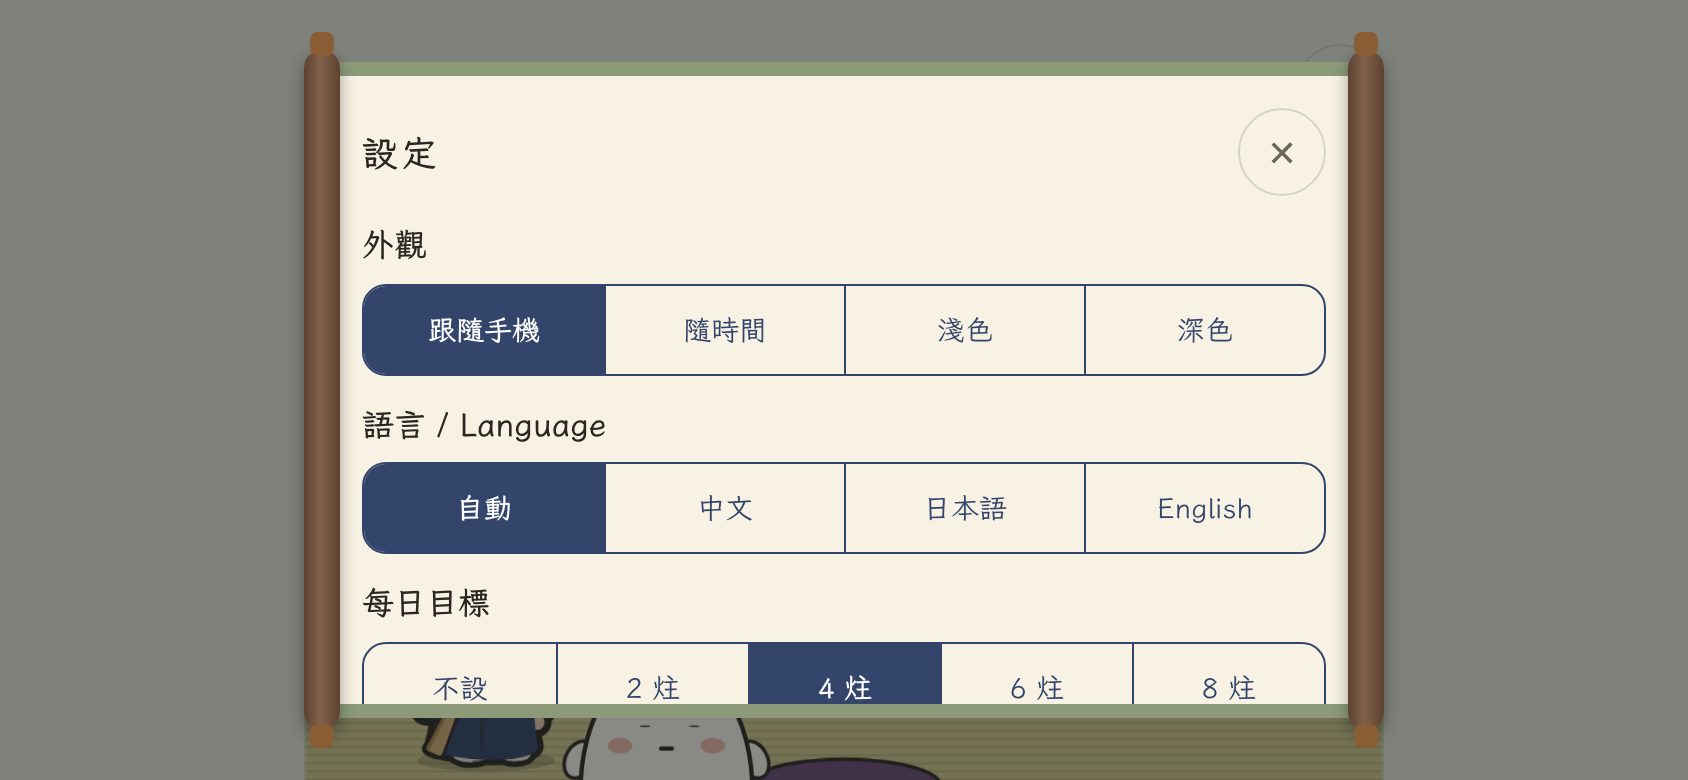 設定
外觀
跟隨手機 隨時間 淺色 深色
語言 / Language
自動 中文 日本語 English
每日目標
不設 2 炷 4 炷 6 炷 8 炷